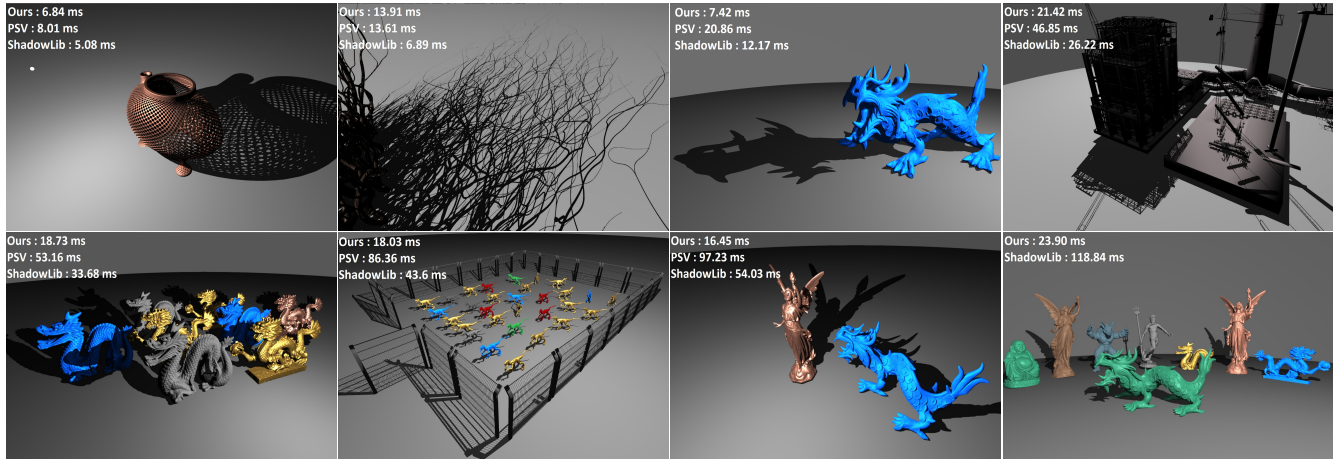 Ours : 6.84 ms
PSV : 8.01 ms
ShadowLib : 5.08 ms
Ours : 13.91 ms
PSV : 13.61 ms
ShadowLib : 6.89 ms
Ours : 7.42 ms
PSV : 20.86 ms
ShadowLib : 12.17 ms
Ours : 21.42 ms
PSV : 46.85 ms
ShadowLib : 26.22 ms
Ours : 18.73 ms
PSV : 53.16 ms
ShadowLib : 33.68 ms
Ours : 18.03 ms
PSV : 86.36 ms
ShadowLib : 43.6 ms
Ours : 16.45 ms
PSV : 97.23 ms
ShadowLib : 54.03 ms
Ours : 23.90 ms
ShadowLib : 118.84 ms